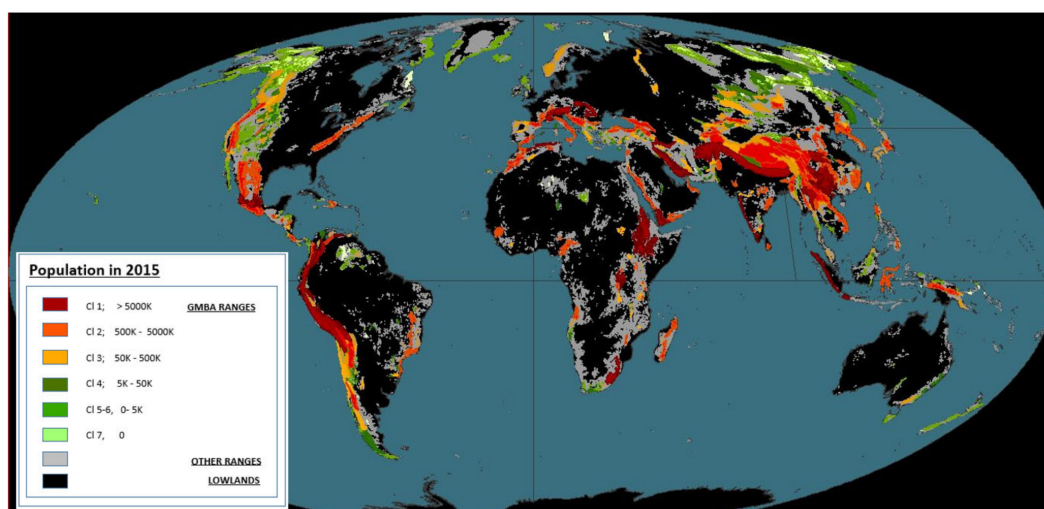 Population in 2015
Cl 1; > 5000K GMBA RANGES
Cl 2; 500K - 5000K
Cl 3; 50K - 500K
Cl 4; 5K - 50K
Cl 5-6, 0- 5K
Cl 7, 0
OTHER RANGES
LOWLANDS